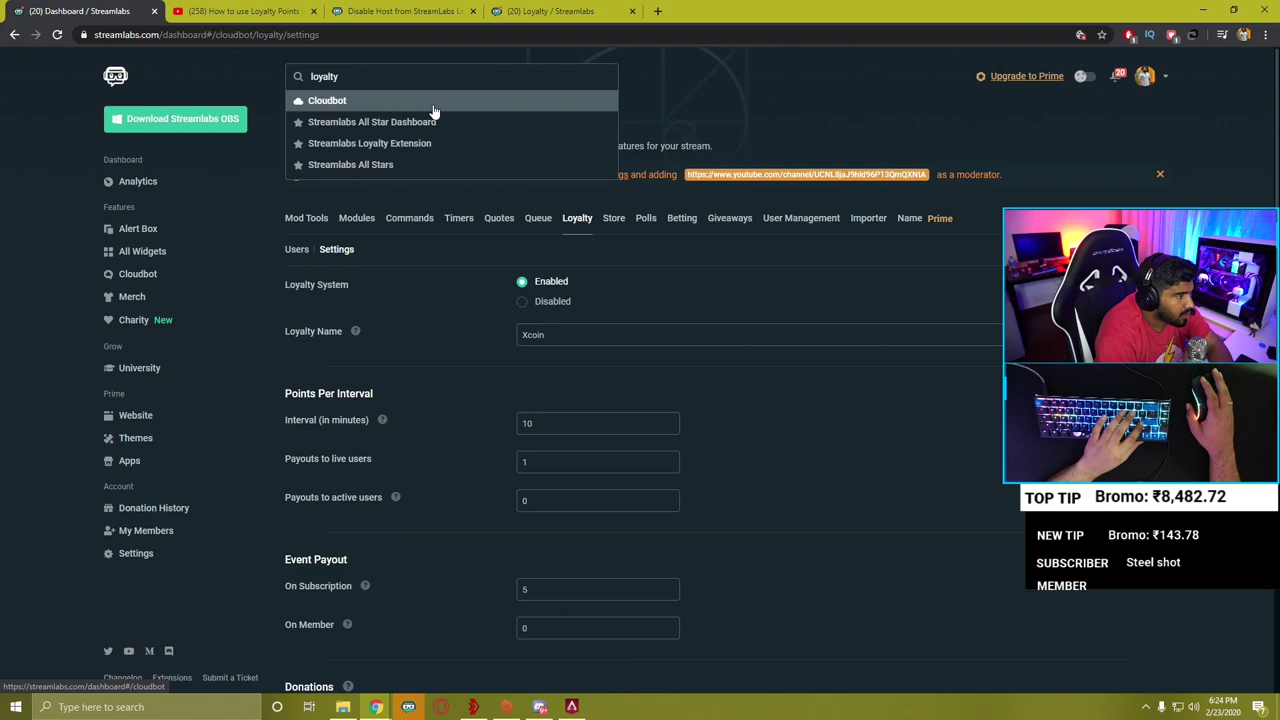 (20) Dashboard / Streamlabs
(258) How to use Loyalty Points
Disable Host from StreamLabs Lo
(20) Loyalty / Streamlabs
streamlabs.com/dashboard#/cloudbot/loyalty/settings
loyalty
Upgrade to Prime
20
Cloudbot
Streamlabs All Star Dashboard
Streamlabs Loyalty Extension
Streamlabs All Stars
Download Streamlabs OBS
atures for your stream.
gs and adding https://www.youtube.com/channel/UCNLBjaJ9hId96P13QmQXNIA as a moderator.
Dashboard
Analytics
Features
Alert Box
All Widgets
Cloudbot
Merch
Charity New
Grow
University
Prime
Website
Themes
Apps
Account
Donation History
My Members
Settings
Mod Tools Modules Commands Timers Quotes Queue Loyalty Store Polls Betting Giveaways User Management Importer Name Prime
Users Settings
Loyalty System
Enabled
Disabled
Loyalty Name
Xcoin
Points Per Interval
Interval (in minutes)
10
Payouts to live users
1
Payouts to active users
0
Event Payout
On Subscription
5
On Member
0
Donations
TOP TIP Bromo: ₹8,482.72
NEW TIP Bromo: ₹143.78
SUBSCRIBER Steel shot
MEMBER
Changelog Extensions Submit a Ticket
https://streamlabs.com/dashboard#/cloudbot
Type here to search
6:24 PM
2/23/2020